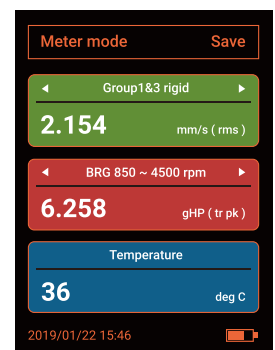 Meter mode Save
Group1&3 rigid
2.154 mm/s ( rms )
BRG 850 ~ 4500 rpm
6.258 gHP ( tr pk )
Temperature
36 deg C
2019/01/22 15:46